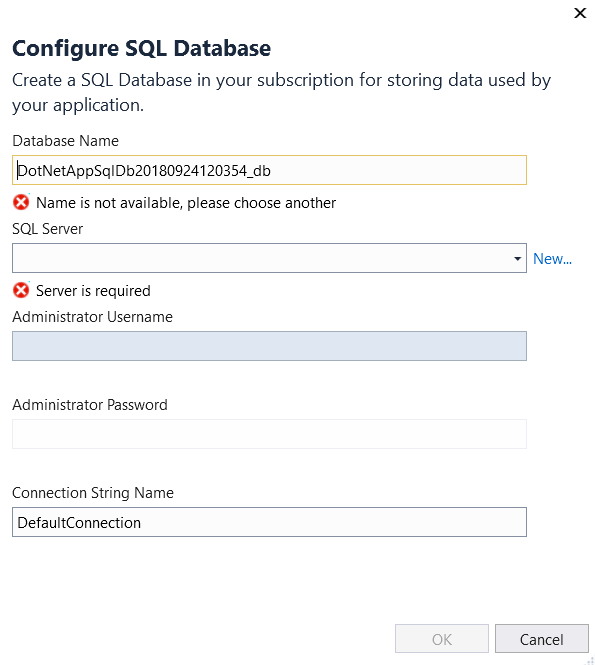 Configure SQL Database
Create a SQL Database in your subscription for storing data used by
your application.
Database Name
DotNetAppSqlDb20180924120354_db
Name is not available, please choose another
SQL Server
New...
Server is required
Administrator Username
Administrator Password
Connection String Name
DefaultConnection
OK
Cancel